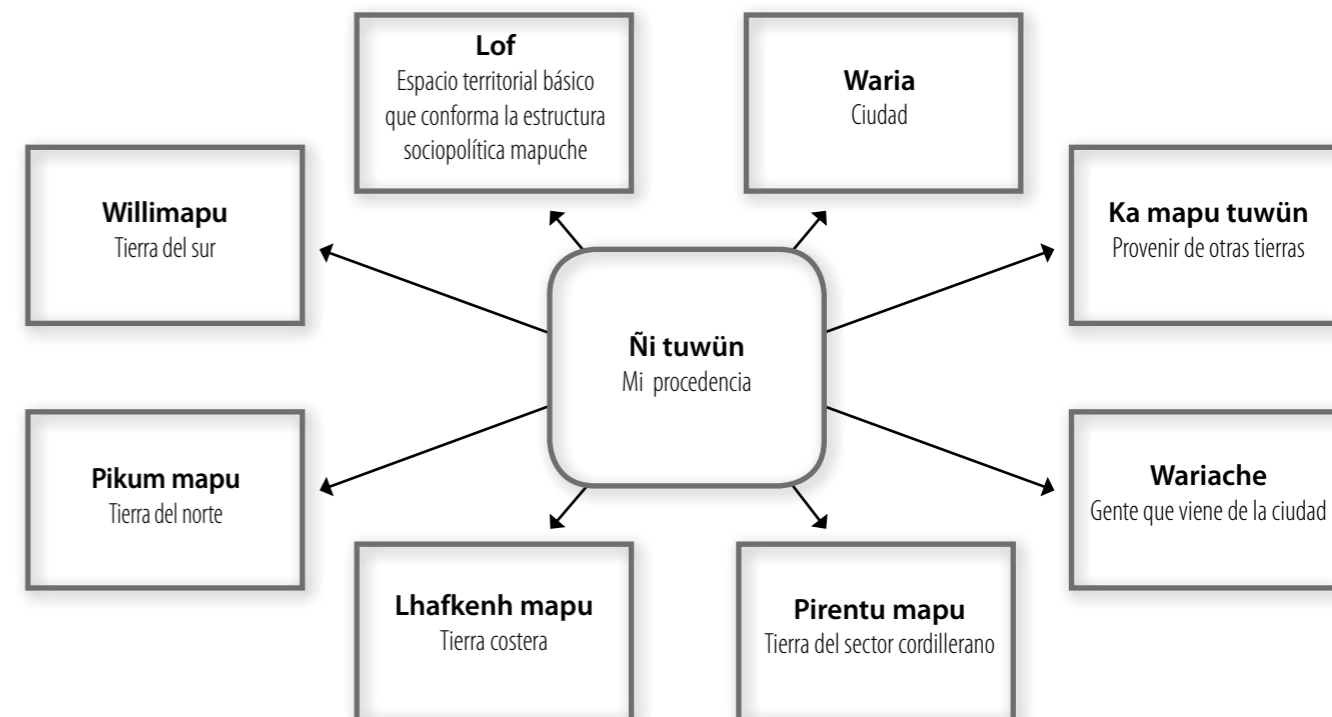 Lof
Espacio territorial básico
que conforma la estructura
sociopolítica mapuche
Waria
Ciudad
Willimapu
Tierra del sur
Ka mapu tuwün
Provenir de otras tierras
Ñi tuwün
Mi procedencia
Pikum mapu
Tierra del norte
Wariache
Gente que viene de la ciudad
Lhafkenh mapu
Tierra costera
Pirentu mapu
Tierra del sector cordillerano